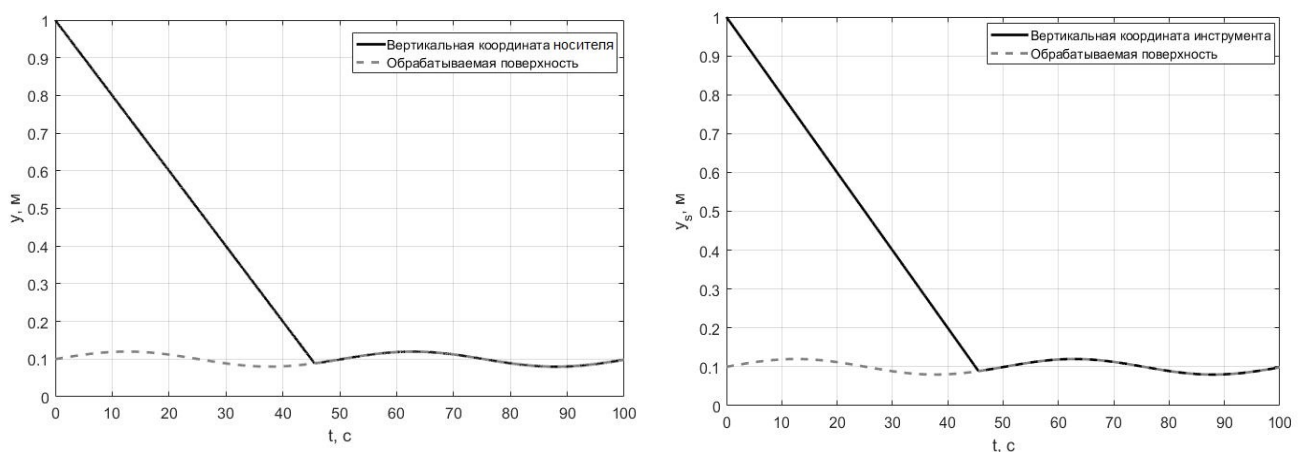 Вертикальная координата носителя
Обрабатываемая поверхность
1
0.9
0.8
0.7
0.6
0.5
0.4
0.3
0.2
0.1
0
y, м
0 10 20 30 40 50 60 70 80 90 100
t, с
Вертикальная координата инструмента
Обрабатываемая поверхность
1
0.9
0.8
0.7
0.6
0.5
0.4
0.3
0.2
0.1
0
yₛ, м
0 10 20 30 40 50 60 70 80 90 100
t, с